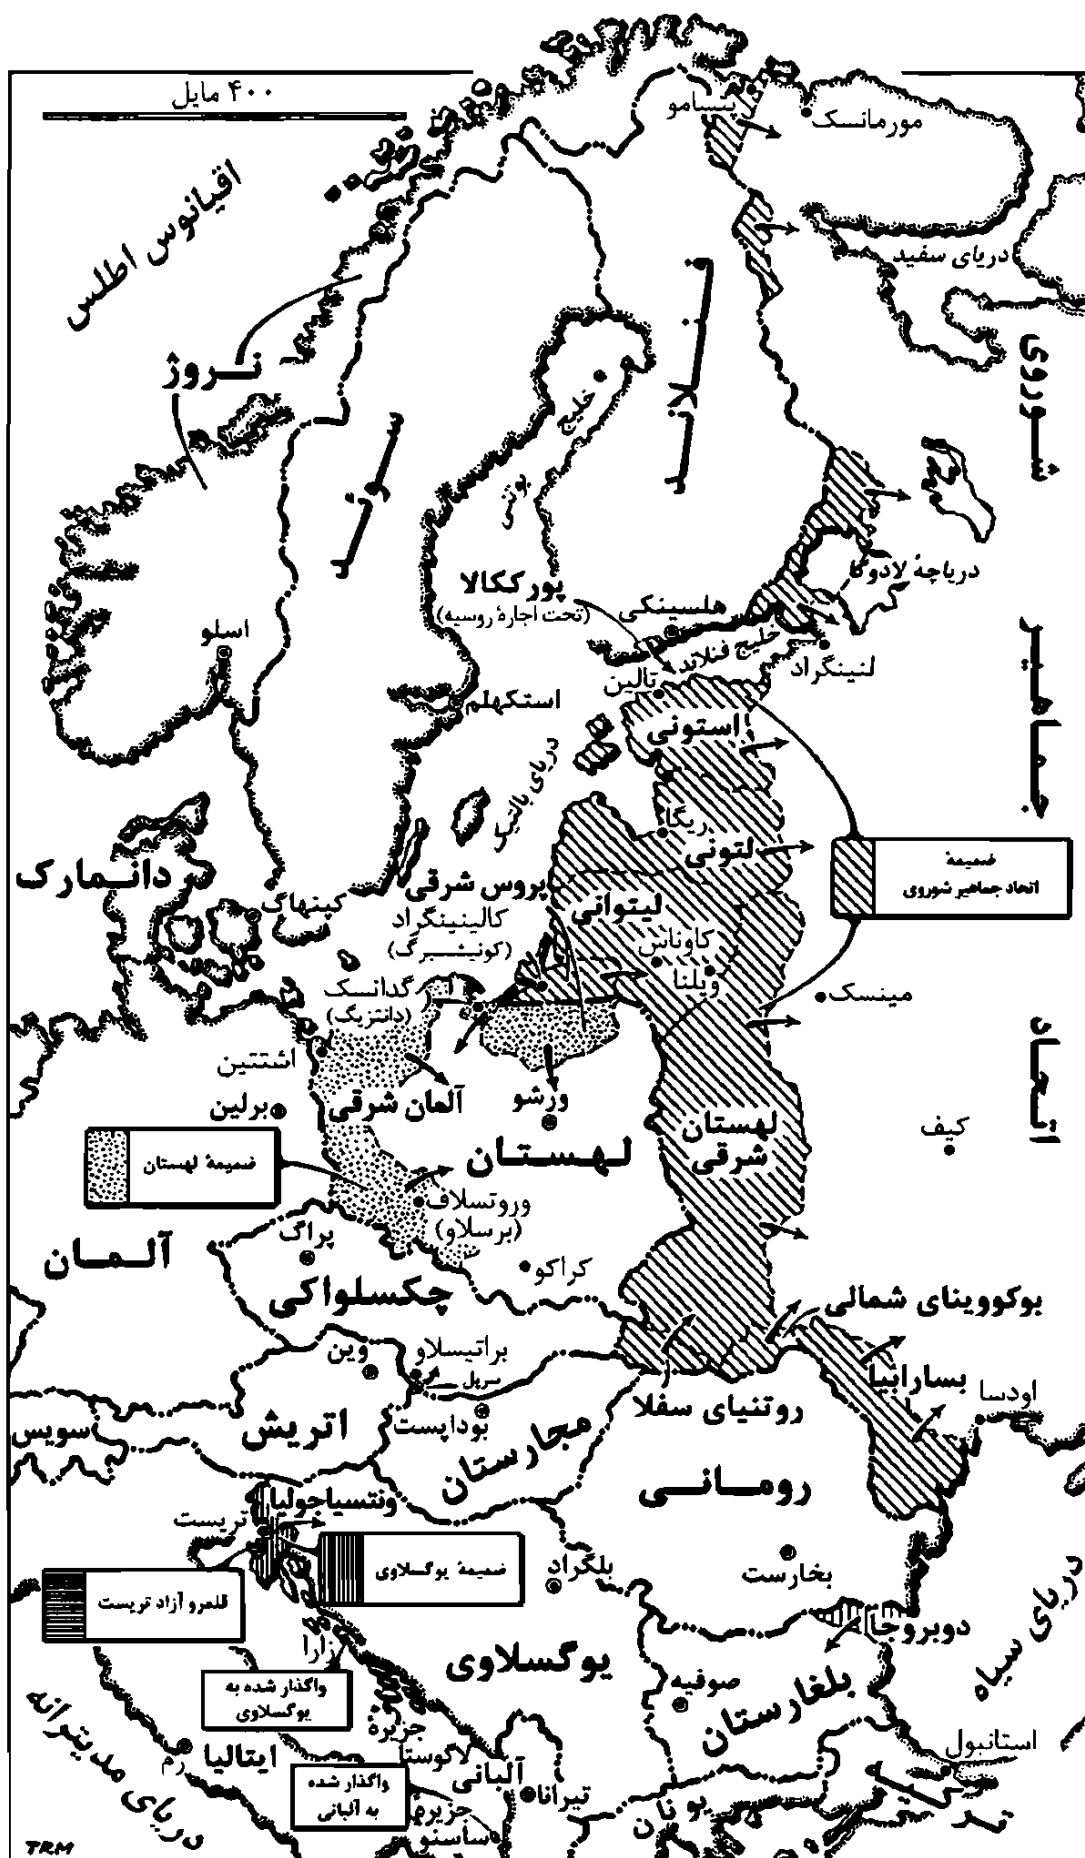 ۴۰۰ مایل
پتسامو
مورمانسک
اقیانوس اطلس
دریای سفید
نروژ
سوئد
فنلاند
شوروی
خلیج
بوتنی
دریاچهٔ لادوگا
پورککالا
(تحت اجارهٔ روسیه)
هلسینکی
خلیج فنلاند
لنینگراد
اسلو
تالین
استکهلم
جماهیر
استونی
دریای بالتیک
ریگا
لتونی
ضمیمهٔ
اتحاد جماهیر شوروی
دانمارک
کپنهاگ
پروس شرقی
کالینینگراد
(کونیشسبرگ)
لیتوانی
کاوناس
ویلنا
گدانسک
(دانتزیگ)
مینسک
اشتتین
برلین
آلمان شرقی
ورشو
اتحاد
کیف
لهستان
شرقی
ضمیمهٔ لهستان
لهستان
وروتسلاف
(برسلاو)
آلمان
پراگ
کراکو
چکسلواکی
بوکووینای شمالی
وین
براتیسلاو
سرپل
بسارابیا
اودسا
روتنیای سفلا
سویس
اتریش
بوداپست
مجارستان
رومانی
ونتسیاجولیا
تریست
ضمیمهٔ یوگسلاوی
قلمرو آزاد تریست
بلگراد
بخارست
دوبروجا
دریای سیاه
زارا
یوگسلاوی
واگذار شده به
یوگسلاوی
صوفیه
بلغارستان
دریای مدیترانه
رم
ایتالیا
جزیرهٔ
لاگوستا
استانبول
واگذار شده
به آلبانی
آلبانی
تیرانا
جزیرهٔ
ساسنو
یونان
TRM